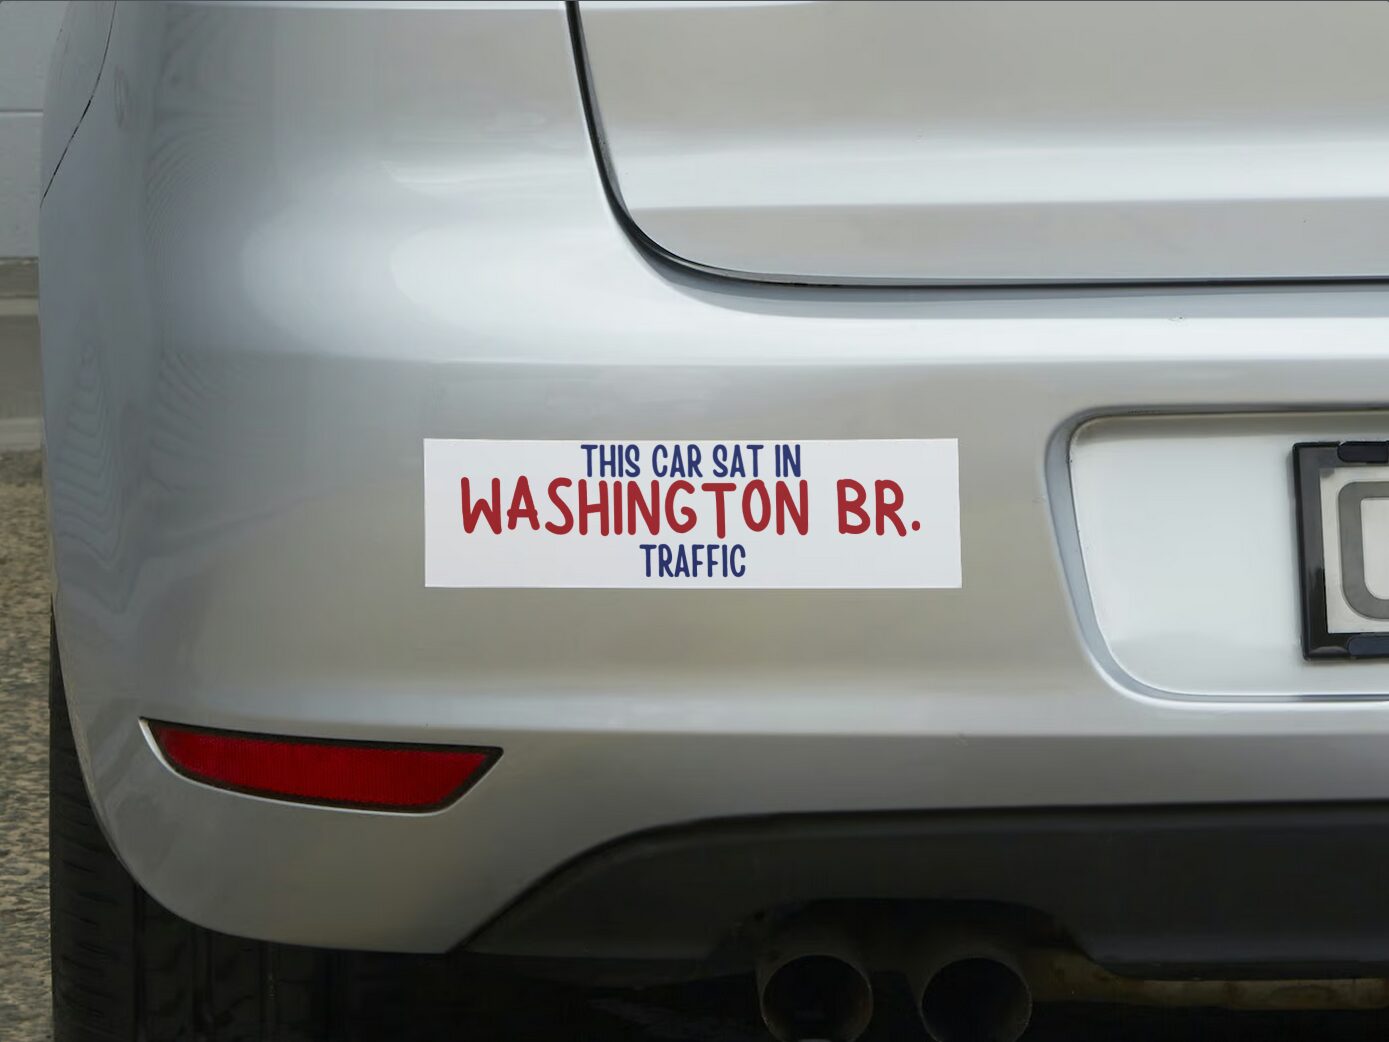 THIS CAR SAT IN
WASHINGTON BR.
TRAFFIC